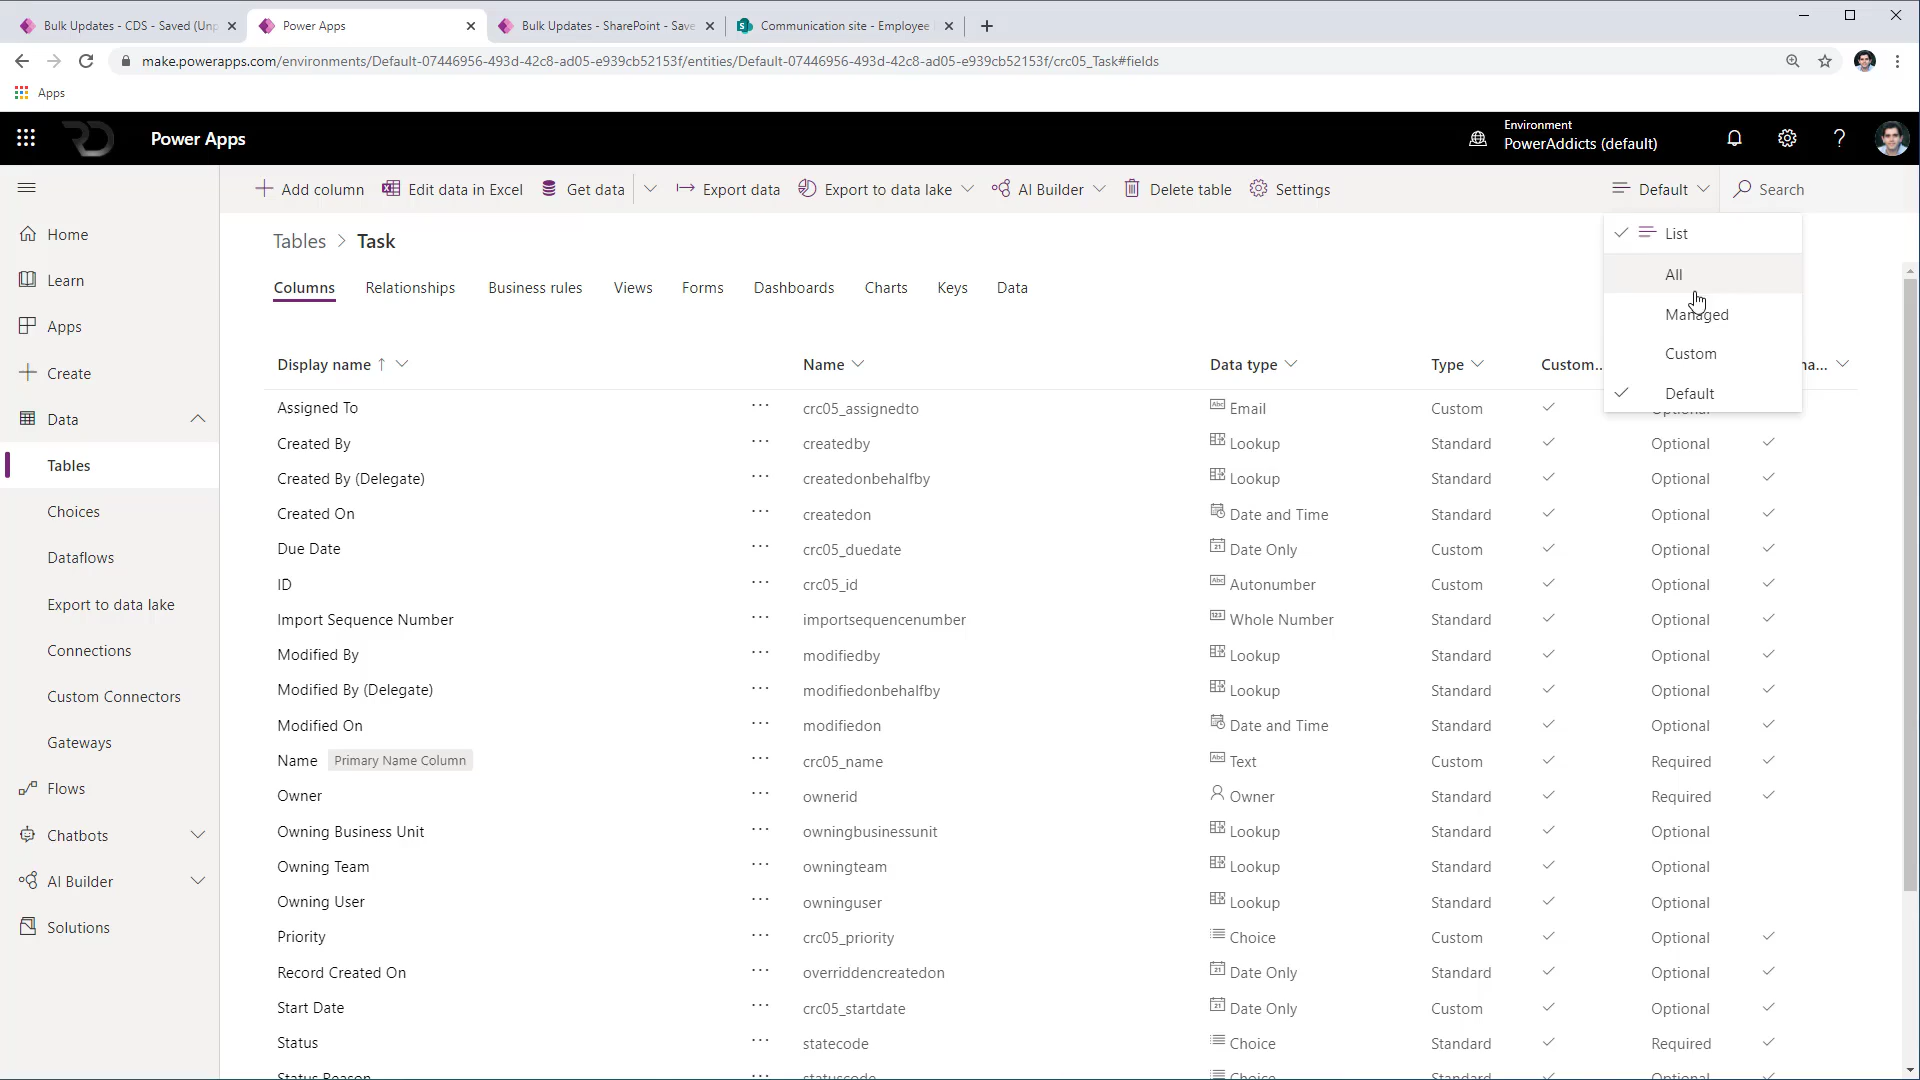 Bulk Updates - CDS - Saved (Unp
Power Apps
Bulk Updates - SharePoint - Save
Communication site - Employee
make.powerapps.com/environments/Default-07446956-493d-42c8-ad05-e939cb52153f/entities/Default-07446956-493d-42c8-ad05-e939cb52153f/crc05_Task#fields
Apps
Power Apps
Environment
PowerAddicts (default)
Add column
Edit data in Excel
Get data
Export data
Export to data lake
AI Builder
Delete table
Settings
Default
Search
Home
Learn
Apps
Create
Data
Tables
Choices
Dataflows
Export to data lake
Connections
Custom Connectors
Gateways
Flows
Chatbots
AI Builder
Solutions
Tables > Task
Columns Relationships Business rules Views Forms Dashboards Charts Keys Data
List
All
Managed
Custom
Default
Display name ↑ Name Data type Type Custom... na...
Assigned To ... crc05_assignedto Email Custom
Created By ... createdby Lookup Standard Optional
Created By (Delegate) ... createdonbehalfby Lookup Standard Optional
Created On ... createdon Date and Time Standard Optional
Due Date ... crc05_duedate Date Only Custom Optional
ID ... crc05_id Autonumber Custom Optional
Import Sequence Number ... importsequencenumber Whole Number Standard Optional
Modified By ... modifiedby Lookup Standard Optional
Modified By (Delegate) ... modifiedonbehalfby Lookup Standard Optional
Modified On ... modifiedon Date and Time Standard Optional
Name Primary Name Column ... crc05_name Text Custom Required
Owner ... ownerid Owner Standard Required
Owning Business Unit ... owningbusinessunit Lookup Standard Optional
Owning Team ... owningteam Lookup Standard Optional
Owning User ... owninguser Lookup Standard Optional
Priority ... crc05_priority Choice Custom Optional
Record Created On ... overriddencreatedon Date Only Standard Optional
Start Date ... crc05_startdate Date Only Custom Optional
Status ... statecode Choice Standard Required
Status Reason ... statuscode Choice Standard Optional